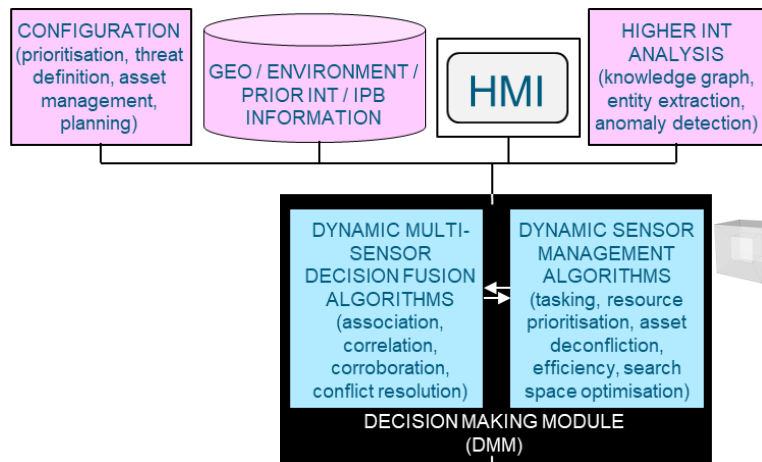 CONFIGURATION
(prioritisation, threat
definition, asset
management,
planning)
GEO / ENVIRONMENT /
PRIOR INT / IPB
INFORMATION
HMI
HIGHER INT
ANALYSIS
(knowledge graph,
entity extraction,
anomaly detection)
DYNAMIC MULTI-
SENSOR
DECISION FUSION
ALGORITHMS
(association,
correlation,
corroboration,
conflict resolution)
DYNAMIC SENSOR
MANAGEMENT
ALGORITHMS
(tasking, resource
prioritisation, asset
deconfliction,
efficiency, search
space optimisation)
DECISION MAKING MODULE
(DMM)